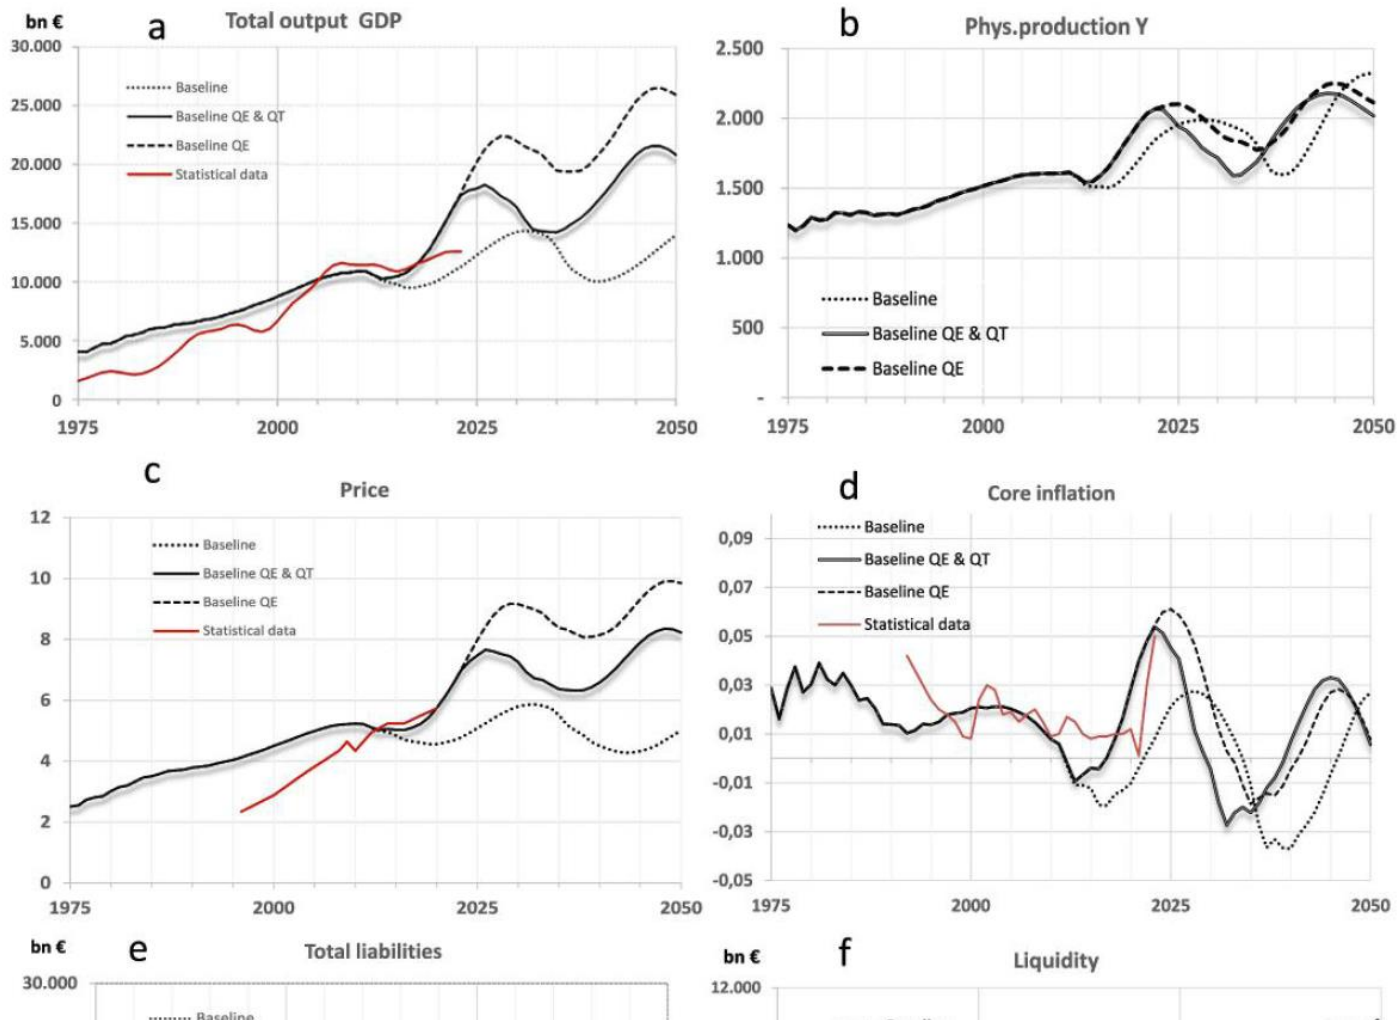 a
Total output GDP
bn €
30.000
25.000
20.000
15.000
10.000
5.000
0
Baseline
Baseline QE & QT
Baseline QE
Statistical data
1975
2000
2025
2050
b
Phys.production Y
2.500
2.000
1.500
1.000
500
-
Baseline
Baseline QE & QT
Baseline QE
1975
2000
2025
2050
c
Price
12
10
8
6
4
2
0
Baseline
Baseline QE & QT
Baseline QE
Statistical data
1975
2000
2025
2050
d
Core inflation
0,09
0,07
0,05
0,03
0,01
-0,01
-0,03
-0,05
Baseline
Baseline QE & QT
Baseline QE
Statistical data
1975
2000
2025
2050
bn €
e
Total liabilities
30.000
Baseline
bn €
f
Liquidity
12.000